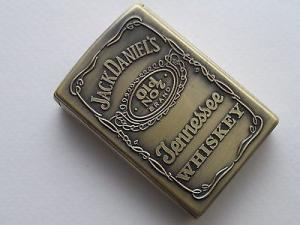 JACK DANIEL'S
OLD
NO.7
BRAND
Tennessee
WHISKEY